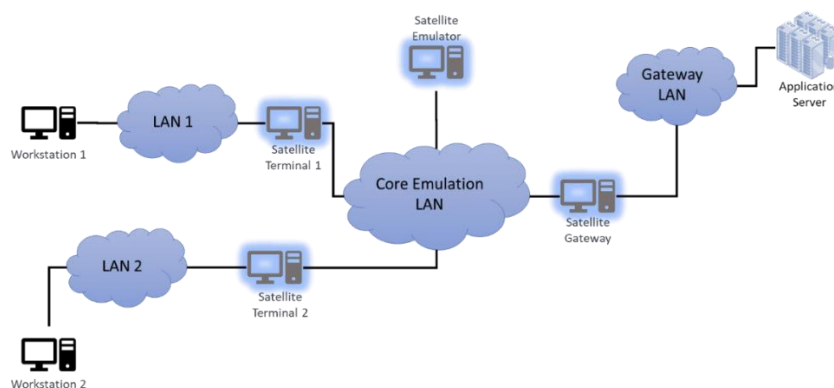 Satellite
Emulator
Gateway
LAN
Application
Server
LAN 1
Workstation 1
Satellite
Terminal 1
Core Emulation
LAN
Satellite
Gateway
LAN 2
Satellite
Terminal 2
Workstation 2